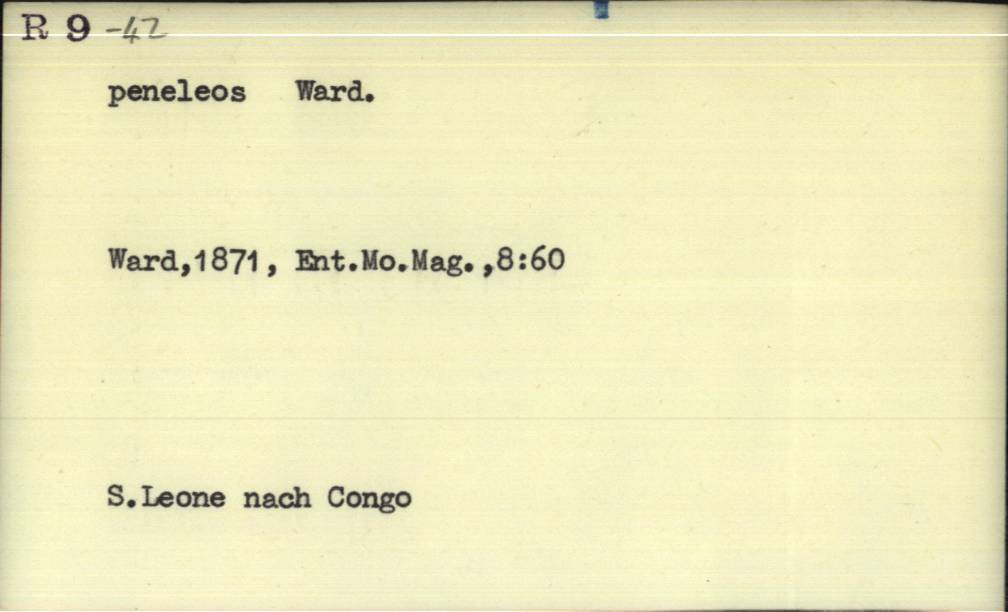 R 9 -42
peneleos Ward.
Ward,1871, Ent.Mo.Mag.,8:60
S.Leone nach Congo